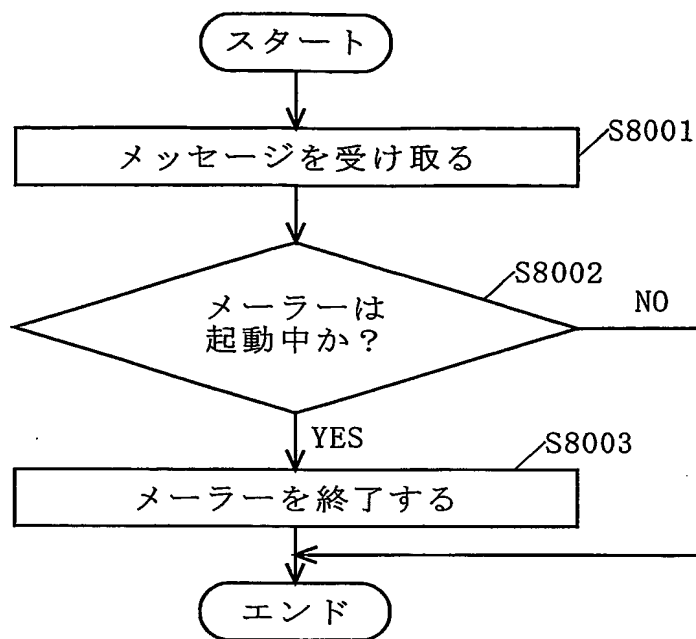 スタート
S8001
メッセージを受け取る
S8002
メーラーは
起動中か？
NO
YES
S8003
メーラーを終了する
エンド